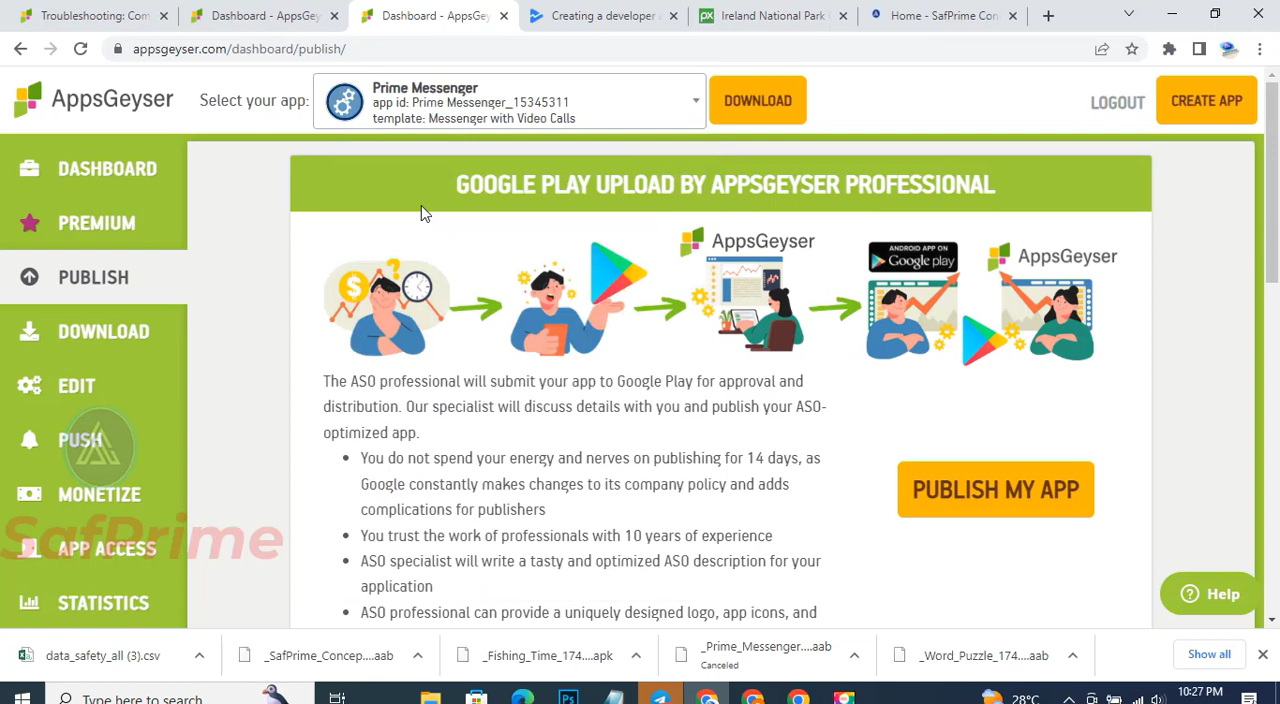 Troubleshooting: Com
Dashboard - AppsGey
Dashboard - AppsGey
Creating a developer
Ireland National Park
Home - SafPrime Con
appsgeyser.com/dashboard/publish/
AppsGeyser
Select your app:
Prime Messenger
app id: Prime Messenger_15345311
template: Messenger with Video Calls
DOWNLOAD
LOGOUT
CREATE APP
DASHBOARD
PREMIUM
PUBLISH
DOWNLOAD
EDIT
PUSH
MONETIZE
SafPrime
APP ACCESS
STATISTICS
GOOGLE PLAY UPLOAD BY APPSGEYSER PROFESSIONAL
AppsGeyser
ANDROID APP ON
Google play
AppsGeyser
The ASO professional will submit your app to Google Play for approval and
distribution. Our specialist will discuss details with you and publish your ASO-
optimized app.
You do not spend your energy and nerves on publishing for 14 days, as
Google constantly makes changes to its company policy and adds
complications for publishers
You trust the work of professionals with 10 years of experience
ASO specialist will write a tasty and optimized ASO description for your
application
ASO professional can provide a uniquely designed logo, app icons, and
PUBLISH MY APP
Help
data_safety_all (3).csv
_SafPrime_Concep....aab
_Fishing_Time_174....apk
_Prime_Messenger...aab
Canceled
_Word_Puzzle_174....aab
Show all
Type here to search
28°C
10:27 PM